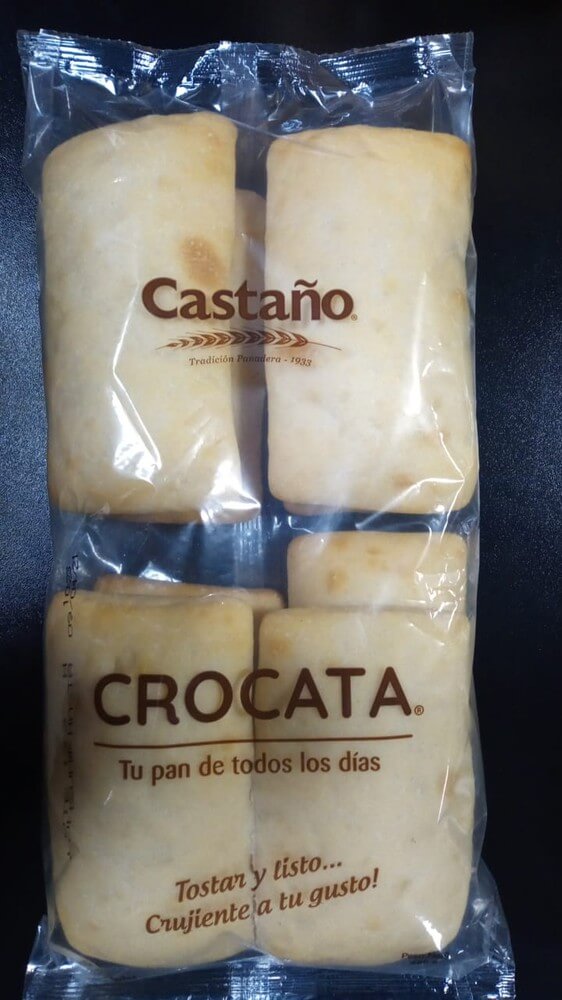 Castaño®
Tradición Panadera - 1933
CROCATA®
Tu pan de todos los días
Tostar y listo...
Crujiente a tu gusto!